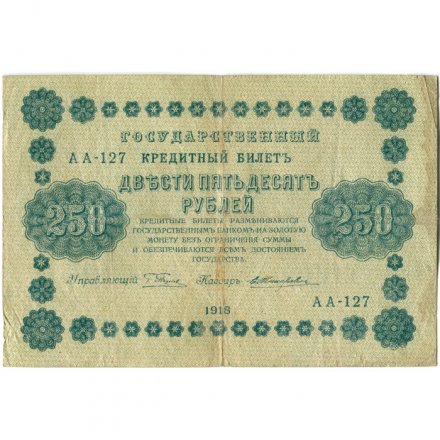 ГОСУДАРСТВЕННЫЙ
АА-127 КРЕДИТНЫЙ БИЛЕТЪ
ДВѢСТИ ПЯТЬДЕСЯТЪ
РУБЛЕЙ
250
250
КРЕДИТНЫЕ БИЛЕТЫ РАЗМѢНИВАЮТСЯ
ГОСУДАРСТВЕННЫМЪ БАНКОМЪ НА ЗОЛОТУЮ
МОНЕТУ БЕЗЪ ОГРАНИЧЕНІЯ СУММЫ
И ОБЕЗПЕЧИВАЮТСЯ ВСѢМЪ ДОСТОЯНІЕМЪ
ГОСУДАРСТВА.
Управляющій Кассиръ
АА-127
1918